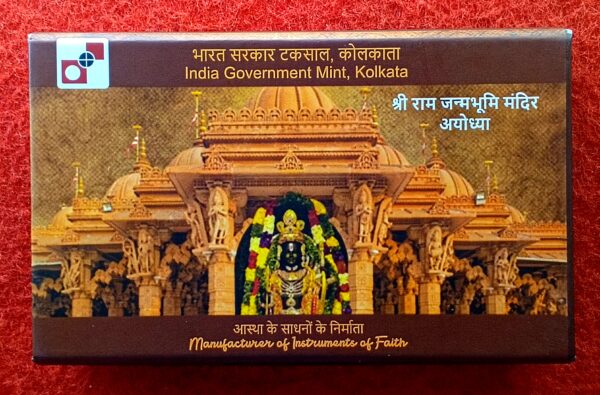 भारत सरकार टकसाल, कोलकाता
India Government Mint, Kolkata
श्री राम जन्मभूमि मंदिर
अयोध्या
आस्था के साधनों के निर्माता
Manufacturer of Instruments of Faith